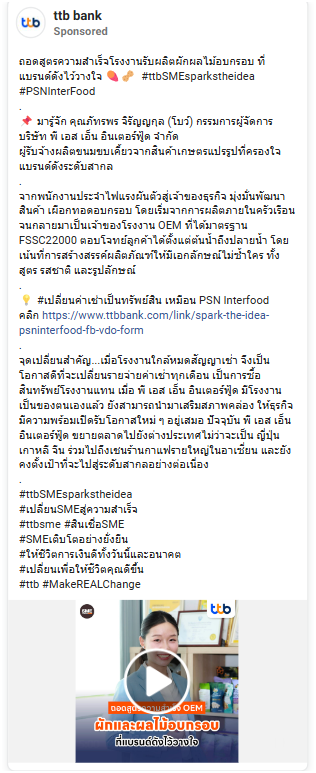 ttb bank
Sponsored
ถอดสูตรความสำเร็จโรงงานรับผลิตผักผลไม้อบกรอบ ที่
แบรนด์ดังไว้วางใจ 🍠 🥜 #ttbSMEsparkstheidea
#PSNInterFood
.
📌 มารู้จัก คุณภัทรพร จิรัญญกุล (โบว์) กรรมการผู้จัดการ
บริษัท พี เอส เอ็น อินเตอร์ฟู้ด จำกัด
ผู้รับจ้างผลิตขนมขบเคี้ยวจากสินค้าเกษตรแปรรูปที่ครองใจ
แบรนด์ดังระดับสากล
.
จากพนักงานประจำไฟแรงผันตัวสู่เจ้าของธุรกิจ มุ่งมั่นพัฒนา
สินค้า เผือกทอดอบกรอบ โดยเริ่มจากการผลิตภายในครัวเรือน
จนกลายมาเป็นเจ้าของโรงงาน OEM ที่ได้มาตรฐาน
FSSC22000 ตอบโจทย์ลูกค้าได้ตั้งแต่ต้นน้ำถึงปลายน้ำ โดย
เน้นที่การสร้างสรรค์ผลิตภัณฑ์ให้มีเอกลักษณ์ไม่ซ้ำใคร ทั้ง
สูตร รสชาติ และรูปลักษณ์
.
💡 #เปลี่ยนค่าเช่าเป็นทรัพย์สิน เหมือน PSN Interfood
คลิก https://www.ttbbank.com/link/spark-the-idea-
psninterfood-fb-vdo-form
.
จุดเปลี่ยนสำคัญ...เมื่อโรงงานใกล้หมดสัญญาเช่า จึงเป็น
โอกาสดีที่จะเปลี่ยนรายจ่ายค่าเช่าทุกเดือน เป็นการซื้อ
สินทรัพย์โรงงานแทน เมื่อ พี เอส เอ็น อินเตอร์ฟู้ด มีโรงงาน
เป็นของตนเองแล้ว ยังสามารถนำมาเสริมสภาพคล่อง ให้ธุรกิจ
มีความพร้อมเปิดรับโอกาสใหม่ ๆ อยู่เสมอ ปัจจุบัน พี เอส เอ็น
อินเตอร์ฟู้ด ขยายตลาดไปยังต่างประเทศไม่ว่าจะเป็น ญี่ปุ่น
เกาหลี จีน ร่วมไปถึงเชนร้านกาแฟรายใหญ่ในอาเซี่ยน และยัง
คงตั้งเป้าที่จะไปสู่ระดับสากลอย่างต่อเนื่อง
.
#ttbSMEsparkstheidea
#เปลี่ยนSMEสู่ความสำเร็จ
#ttbsme #สินเชื่อSME
#SMEเติบโตอย่างยั่งยืน
#ให้ชีวิตการเงินดีทั้งวันนี้และอนาคต
#เปลี่ยนเพื่อให้ชีวิตคุณดีขึ้น
#ttb #MakeREALChange
SME
ttb
ถอดสูตรความสำเร็จ OEM
ผักและผลไม้อบกรอบ
ที่แบรนด์ดังไว้วางใจ